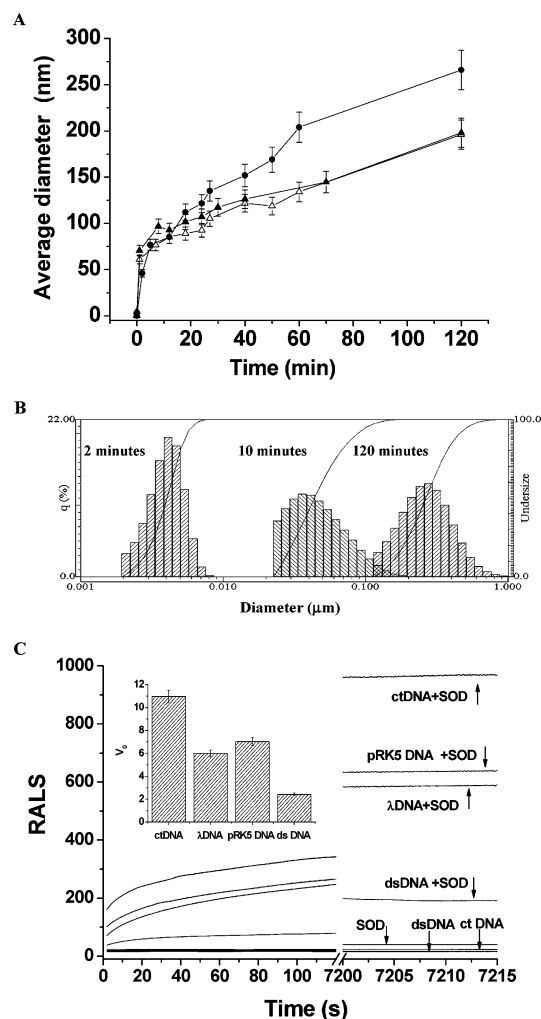 A
300
250
200
150
100
50
0
Average diameter (nm)
0 20 40 60 80 100 120
Time (min)
B
22.00
100.0
2 minutes
10 minutes
120 minutes
q (%)
Undersize
0.0
0.0
0.001
0.010
0.100
1.000
Diameter (μm)
C
1000
800
600
400
200
0
RALS
12
10
8
6
4
2
0
V0
ctDNA λDNA pRK5 DNA ds DNA
ctDNA+SOD
pRK5 DNA +SOD
λDNA+SOD
dsDNA +SOD
SOD dsDNA ct DNA
0 20 40 60 80 100 7200 7205 7210 7215
Time (s)